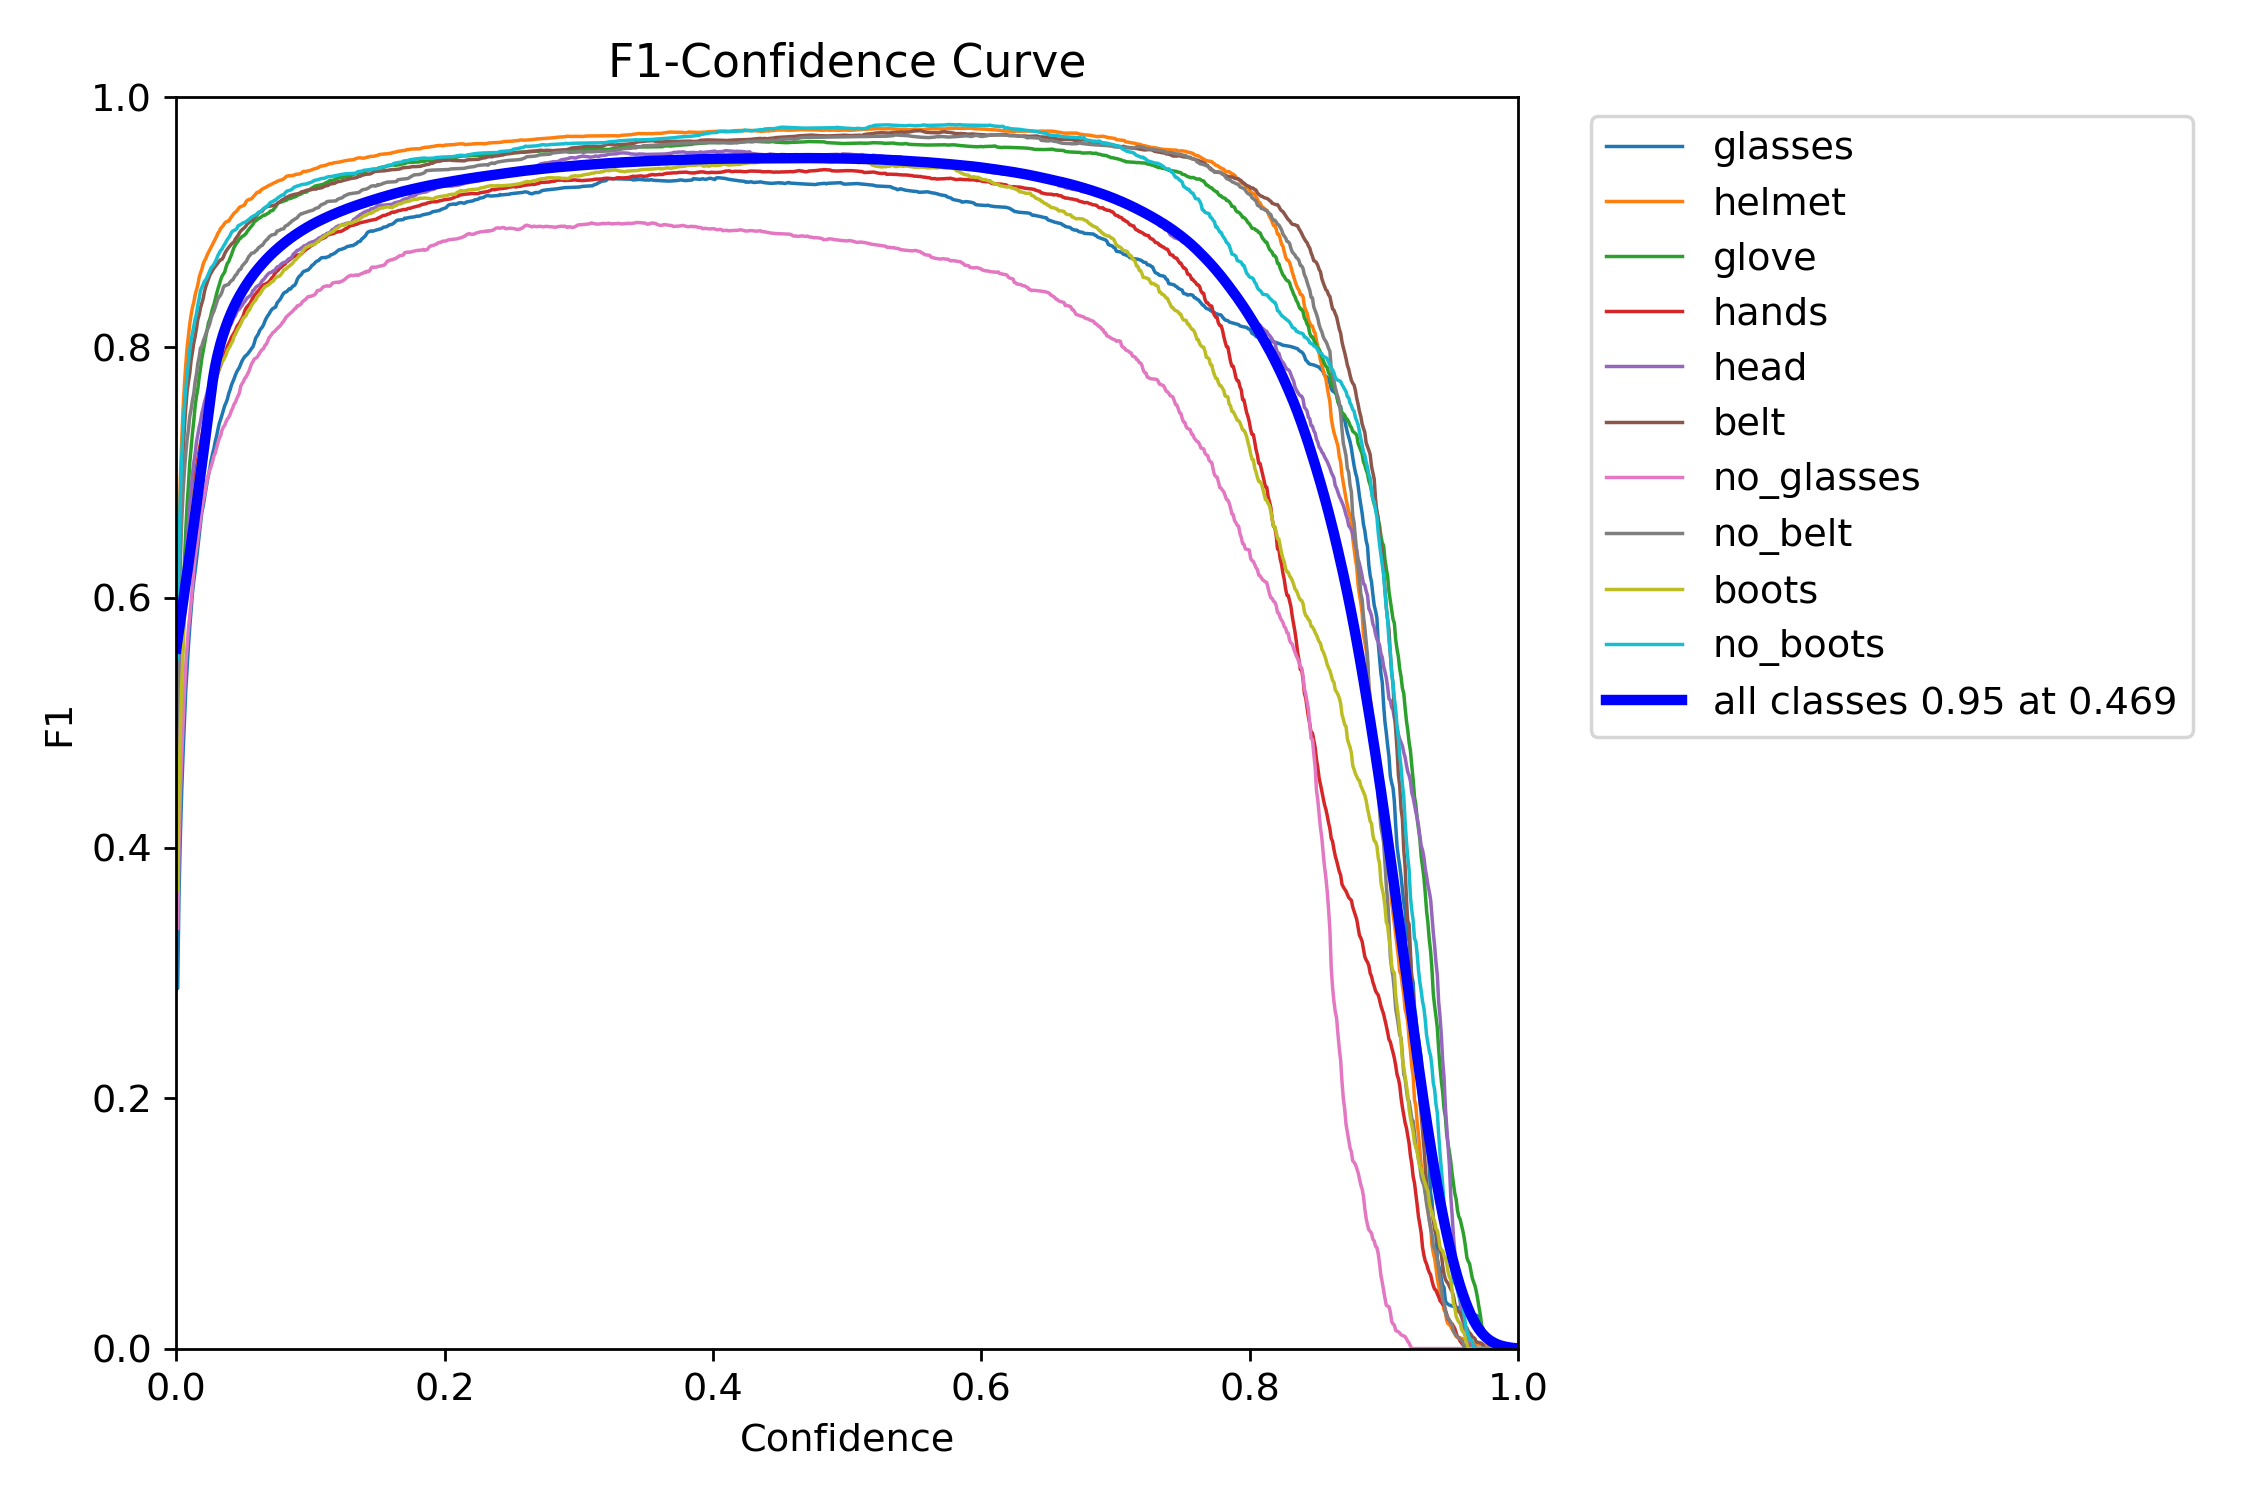 F1-Confidence Curve
1.0
0.8
0.6
0.4
0.2
0.0
F1
0.0 0.2 0.4 0.6 0.8 1.0
Confidence
glasses
helmet
glove
hands
head
belt
no_glasses
no_belt
boots
no_boots
all classes 0.95 at 0.469